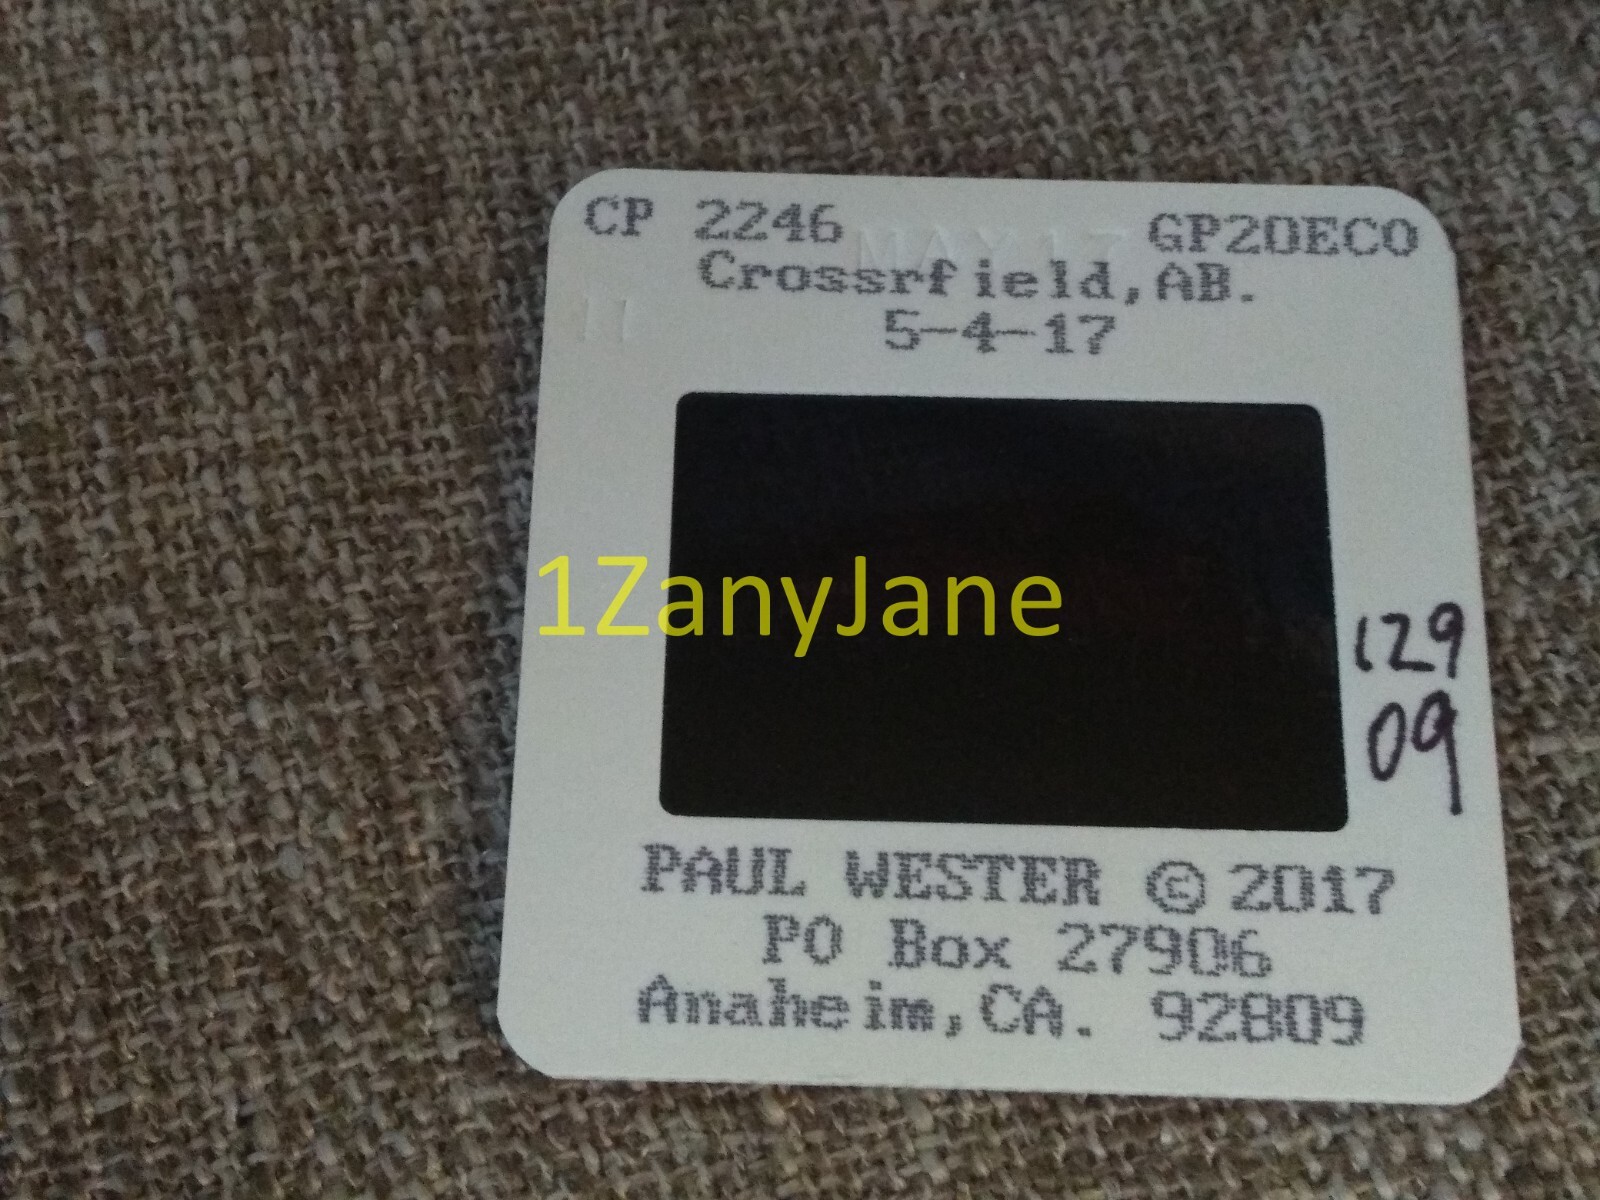 CP 2246 MAY 17 GP20ECO
Crossrfield,AB.
11
5-4-17
1ZanyJane
129
09
PAUL WESTER © 2017
PO Box 27906
Anaheim,CA. 92809